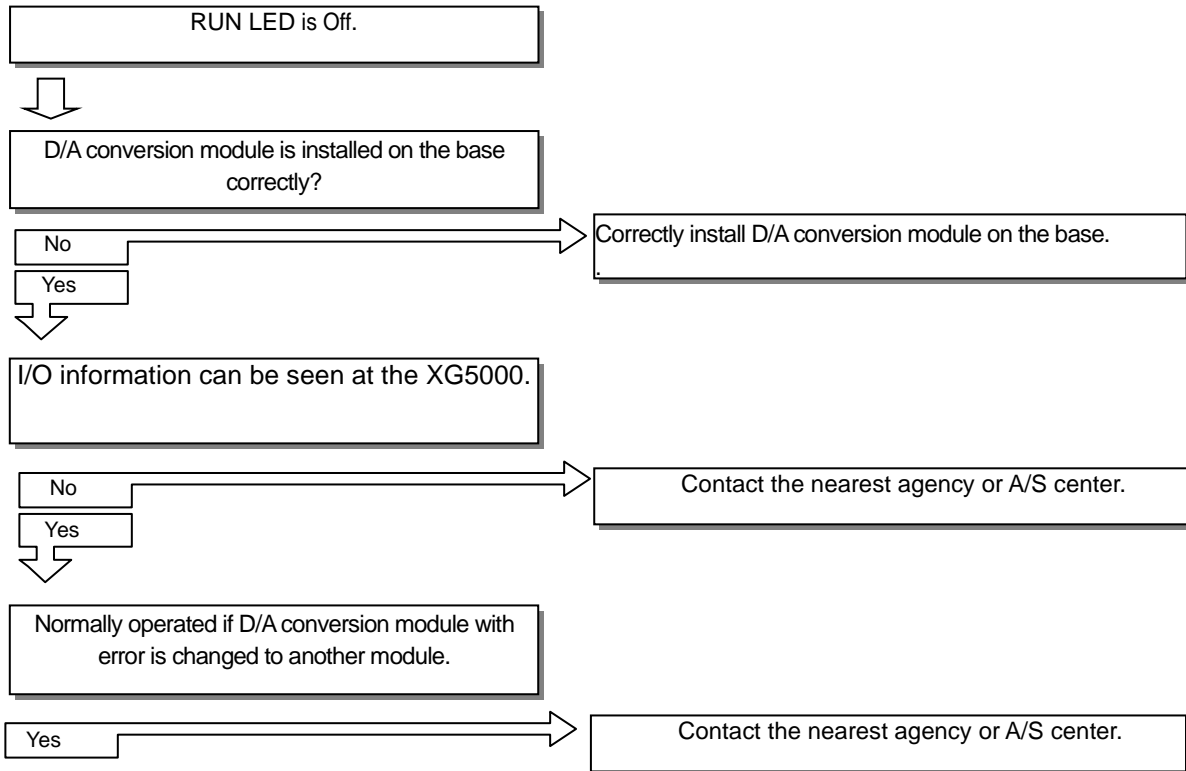 RUN LED is Off.
D/A conversion module is installed on the base
correctly?
No
Correctly install D/A conversion module on the base.
.
Yes
I/O information can be seen at the XG5000.
No
Contact the nearest agency or A/S center.
Yes
Normally operated if D/A conversion module with
error is changed to another module.
Yes
Contact the nearest agency or A/S center.